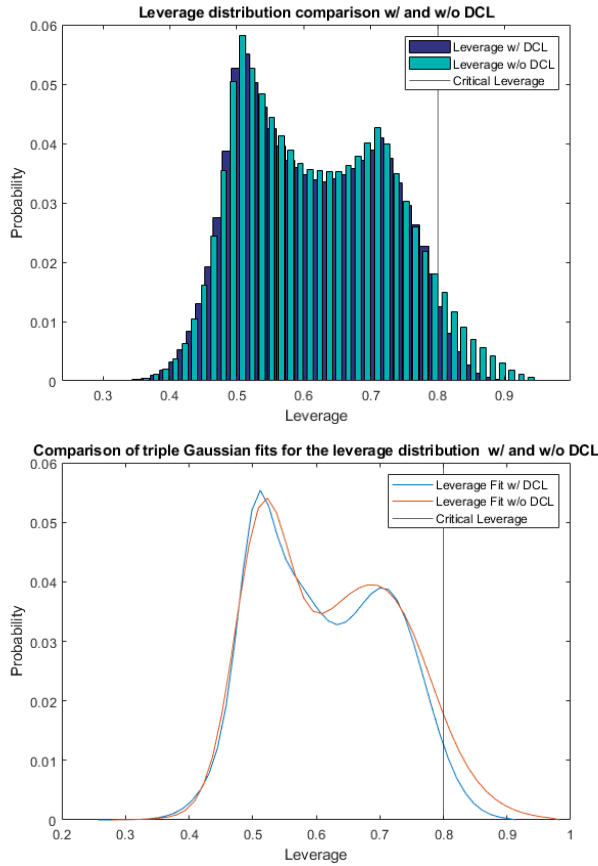 Leverage distribution comparison w/ and w/o DCL
0.06
0.05
0.04
0.03
0.02
0.01
0
Probability
Leverage w/ DCL
Leverage w/o DCL
Critical Leverage
0.3 0.4 0.5 0.6 0.7 0.8 0.9
Leverage
Comparison of triple Gaussian fits for the leverage distribution w/ and w/o DCL
0.06
0.05
0.04
0.03
0.02
0.01
0
Probability
Leverage Fit w/ DCL
Leverage Fit w/o DCL
Critical Leverage
0.2 0.3 0.4 0.5 0.6 0.7 0.8 0.9 1
Leverage